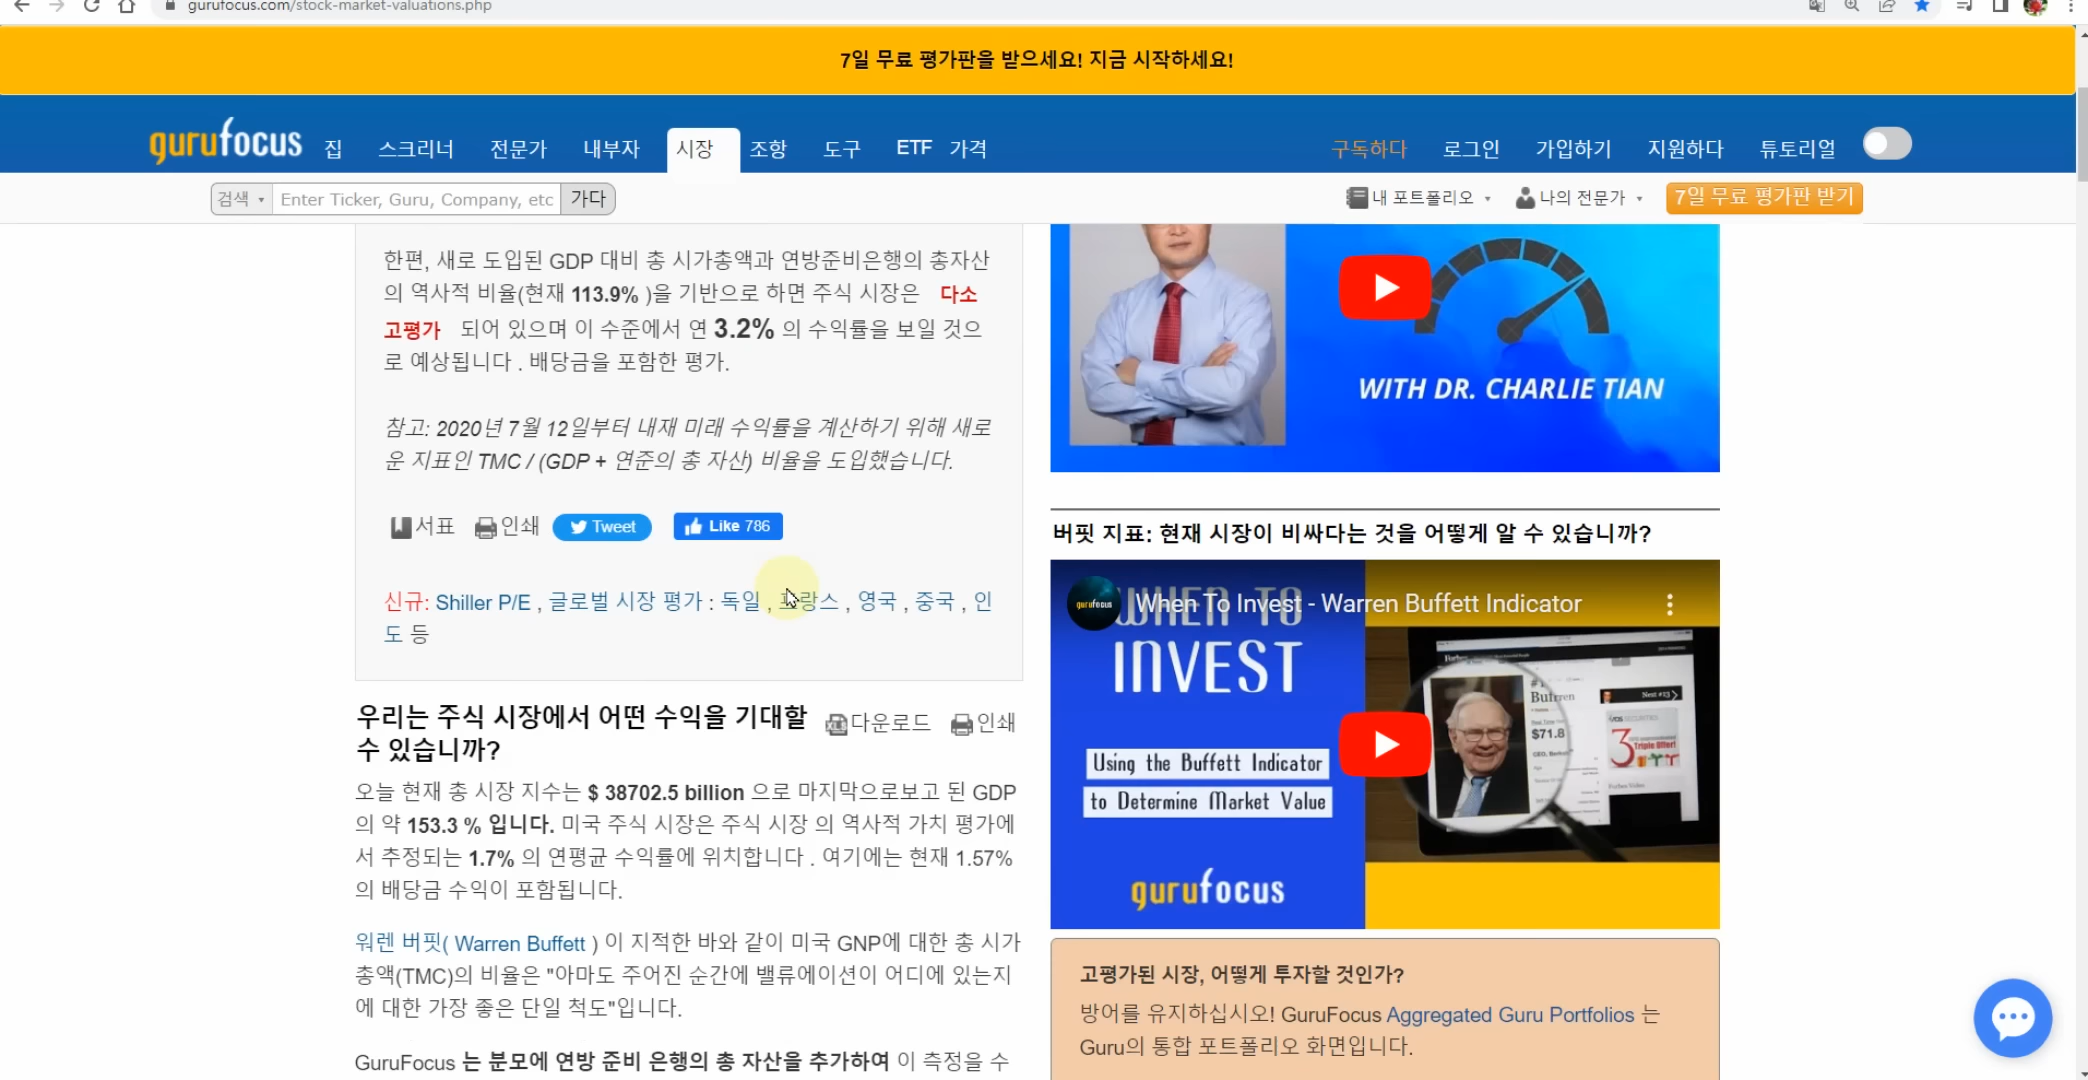 gurufocus.com/stock-market-valuations.php
7일 무료 평가판을 받으세요! 지금 시작하세요!
gurufocus 집 스크리너 전문가 내부자 시장 조항 도구 ETF 가격 구독하다 로그인 가입하기 지원하다 튜토리얼
검색 Enter Ticker, Guru, Company, etc 가다 내 포트폴리오 나의 전문가 7일 무료 평가판 받기
한편, 새로 도입된 GDP 대비 총 시가총액과 연방준비은행의 총자산
의 역사적 비율(현재 113.9% )을 기반으로 하면 주식 시장은 다소
고평가 되어 있으며 이 수준에서 연 3.2% 의 수익률을 보일 것으
로 예상됩니다 . 배당금을 포함한 평가.
참고: 2020년 7월 12일부터 내재 미래 수익률을 계산하기 위해 새로
운 지표인 TMC / (GDP + 연준의 총 자산) 비율을 도입했습니다.
서표 인쇄 Tweet Like 786
신규: Shiller P/E , 글로벌 시장 평가 : 독일 , 프랑스 , 영국 , 중국 , 인
도 등
우리는 주식 시장에서 어떤 수익을 기대할
수 있습니까?
다운로드 인쇄
오늘 현재 총 시장 지수는 $ 38702.5 billion 으로 마지막으로보고 된 GDP
의 약 153.3 % 입니다. 미국 주식 시장은 주식 시장 의 역사적 가치 평가에
서 추정되는 1.7% 의 연평균 수익률에 위치합니다 . 여기에는 현재 1.57%
의 배당금 수익이 포함됩니다.
워렌 버핏( Warren Buffett ) 이 지적한 바와 같이 미국 GNP에 대한 총 시가
총액(TMC)의 비율은 "아마도 주어진 순간에 밸류에이션이 어디에 있는지
에 대한 가장 좋은 단일 척도"입니다.
GuruFocus 는 분모에 연방 준비 은행의 총 자산을 추가하여 이 측정을 수
WITH DR. CHARLIE TIAN
버핏 지표: 현재 시장이 비싸다는 것을 어떻게 알 수 있습니까?
gurufocus When To Invest - Warren Buffett Indicator
WHEN TO
INVEST
Using the Buffett Indicator
to Determine Market Value
gurufocus
Forbes
$71.8
Next #13
Triple Offer!
고평가된 시장, 어떻게 투자할 것인가?
방어를 유지하십시오! GuruFocus Aggregated Guru Portfolios 는
Guru의 통합 포트폴리오 화면입니다.